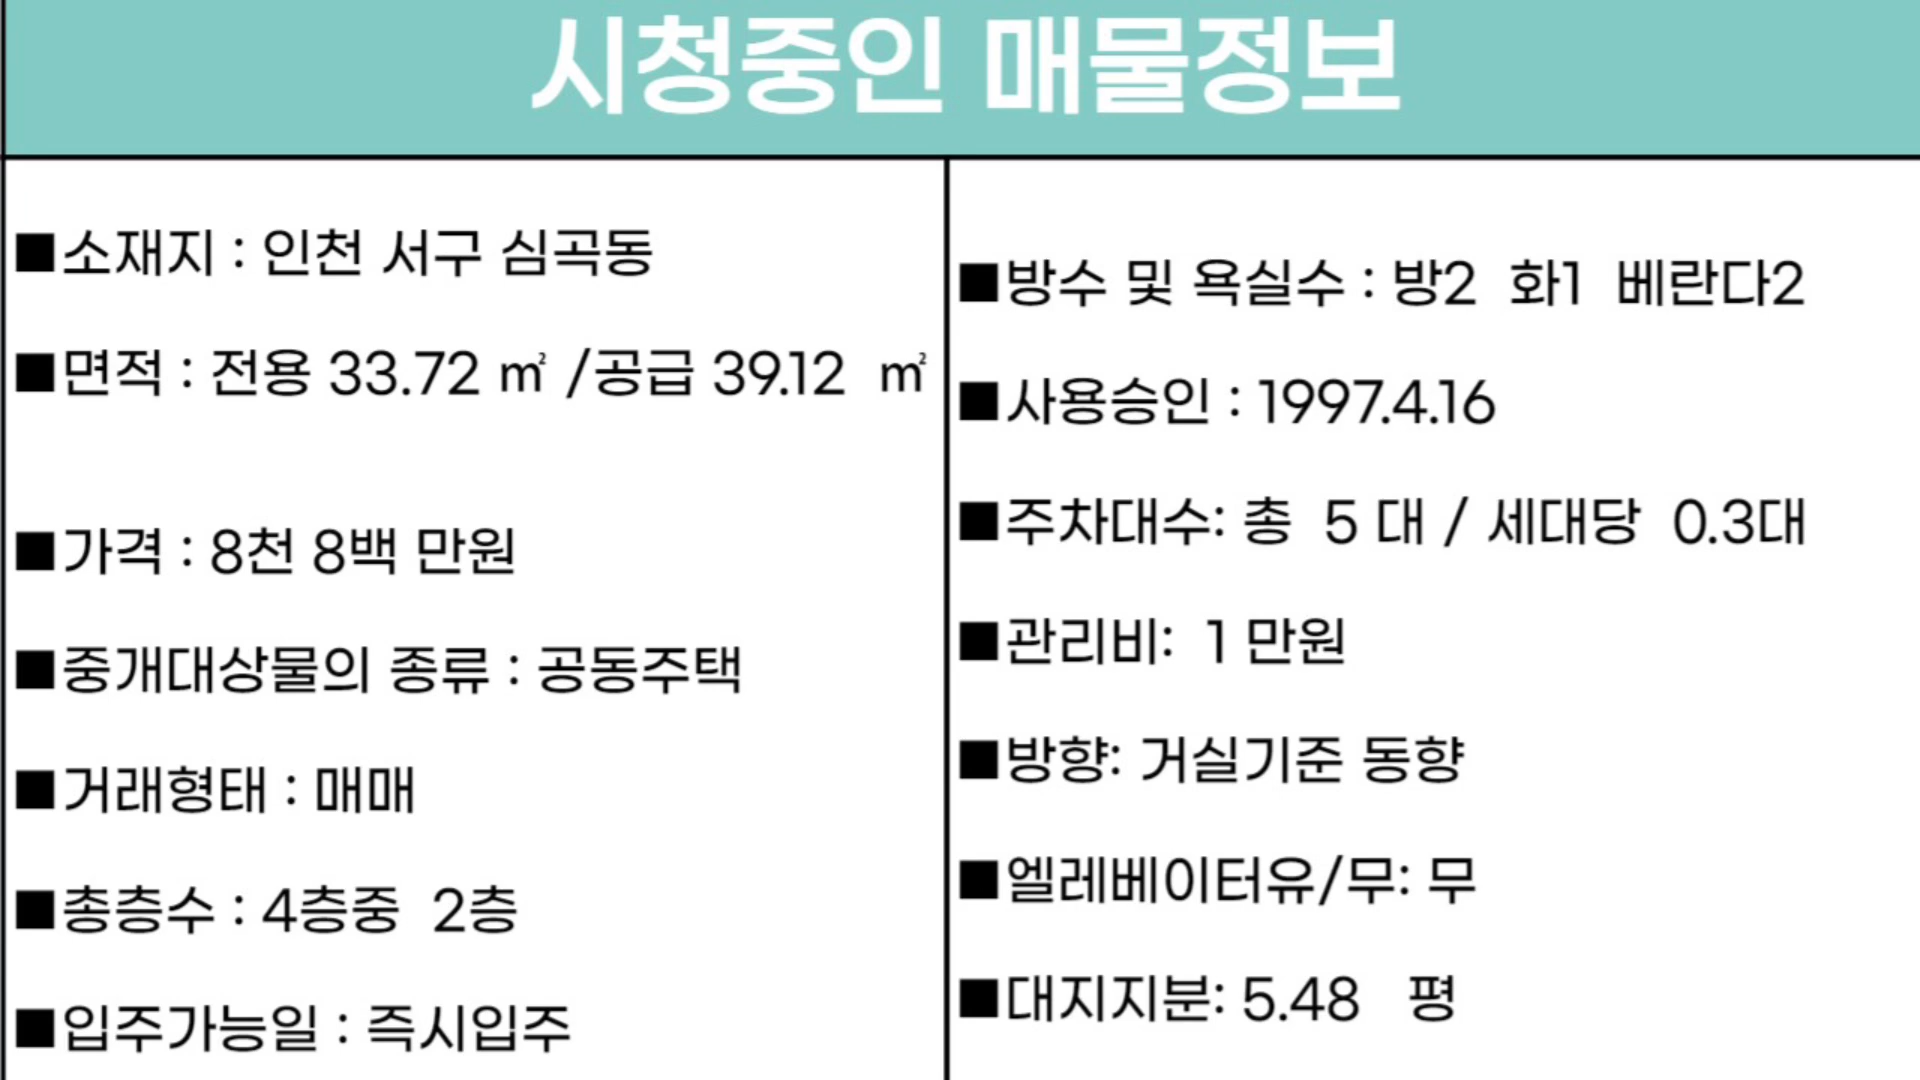 시청중인 매물정보
■소재지 : 인천 서구 심곡동
■면적 : 전용 33.72 ㎡ /공급 39.12 ㎡
■가격 : 8천 8백 만원
■중개대상물의 종류 : 공동주택
■거래형태 : 매매
■총층수 : 4층중 2층
■입주가능일 : 즉시입주
■방수 및 욕실수 : 방2 화1 베란다2
■사용승인 : 1997.4.16
■주차대수: 총 5 대 / 세대당 0.3대
■관리비: 1 만원
■방향: 거실기준 동향
■엘레베이터유/무: 무
■대지지분: 5.48 평